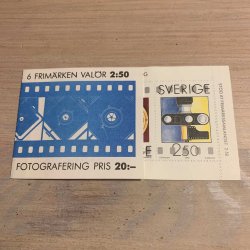 6 FRIMÄRKEN VALÖR 2:50
SVERIGE
250
FOTOGRAFERING PRIS 20:–